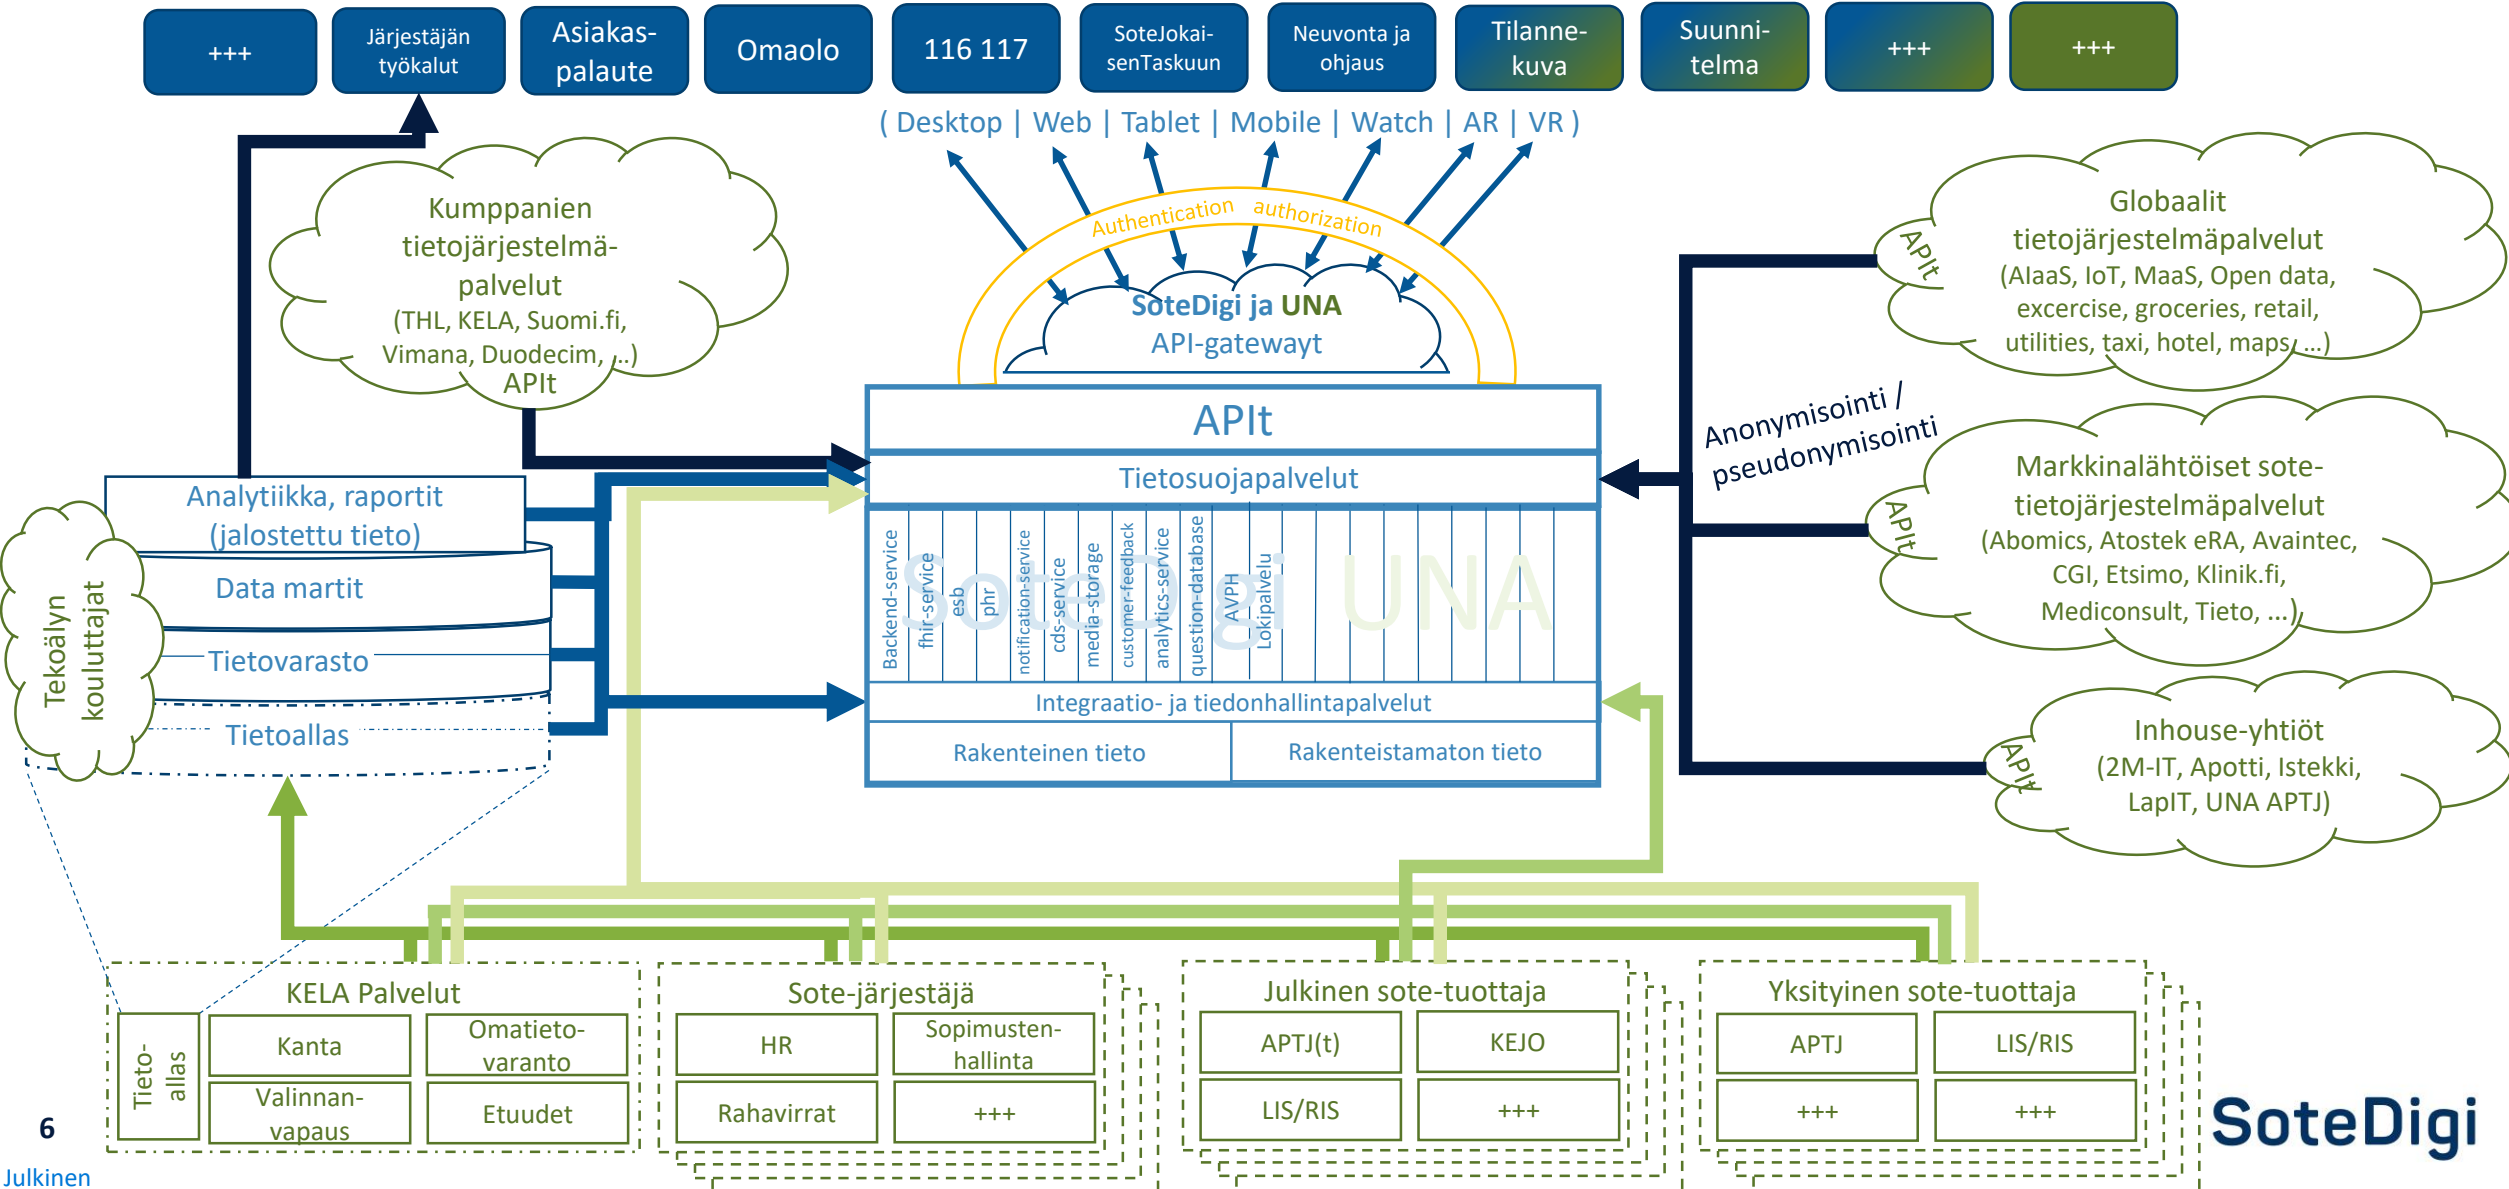 +++
Järjestäjän
työkalut
Asiakas-
palaute
Omaolo
116 117
SoteJokai-
senTaskuun
Neuvonta ja
ohjaus
Tilanne-
kuva
Suunni-
telma
+++
+++
( Desktop | Web | Tablet | Mobile | Watch | AR | VR )
Authentication authorization
SoteDigi ja UNA
API-gatewayt
Kumppanien
tietojärjestelmä-
palvelut
(THL, KELA, Suomi.fi,
Vimana, Duodecim, ...)
APIt
Globaalit
tietojärjestelmäpalvelut
(AIaaS, IoT, MaaS, Open data,
excercise, groceries, retail,
utilities, taxi, hotel, maps, ...)
APIt
Anonymisointi /
pseudonymisointi
Markkinalähtöiset sote-
tietojärjestelmäpalvelut
(Abomics, Atostek eRA, Avaintec,
CGI, Etsimo, Klinik.fi,
Mediconsult, Tieto, ...)
APIt
Inhouse-yhtiöt
(2M-IT, Apotti, Istekki,
LapIT, UNA APTJ)
APIt
APIt
Tietosuojapalvelut
SoteDigi UNA
Backend-service
fhir-service
esb
phr
notification-service
cds-service
media-storage
customer-feedback
analytics-service
question-database
AVPH
Lokipalvelu
Integraatio- ja tiedonhallintapalvelut
Rakenteinen tieto
Rakenteistamaton tieto
Analytiikka, raportit
(jalostettu tieto)
Data martit
Tietovarasto
Tietoallas
Tekoälyn
kouluttajat
KELA Palvelut
Tieto-
allas
Kanta
Omatieto-
varanto
Valinnan-
vapaus
Etuudet
Sote-järjestäjä
HR
Sopimusten-
hallinta
Rahavirrat
+++
Julkinen sote-tuottaja
APTJ(t)
KEJO
LIS/RIS
+++
Yksityinen sote-tuottaja
APTJ
LIS/RIS
+++
+++
SoteDigi
6
Julkinen